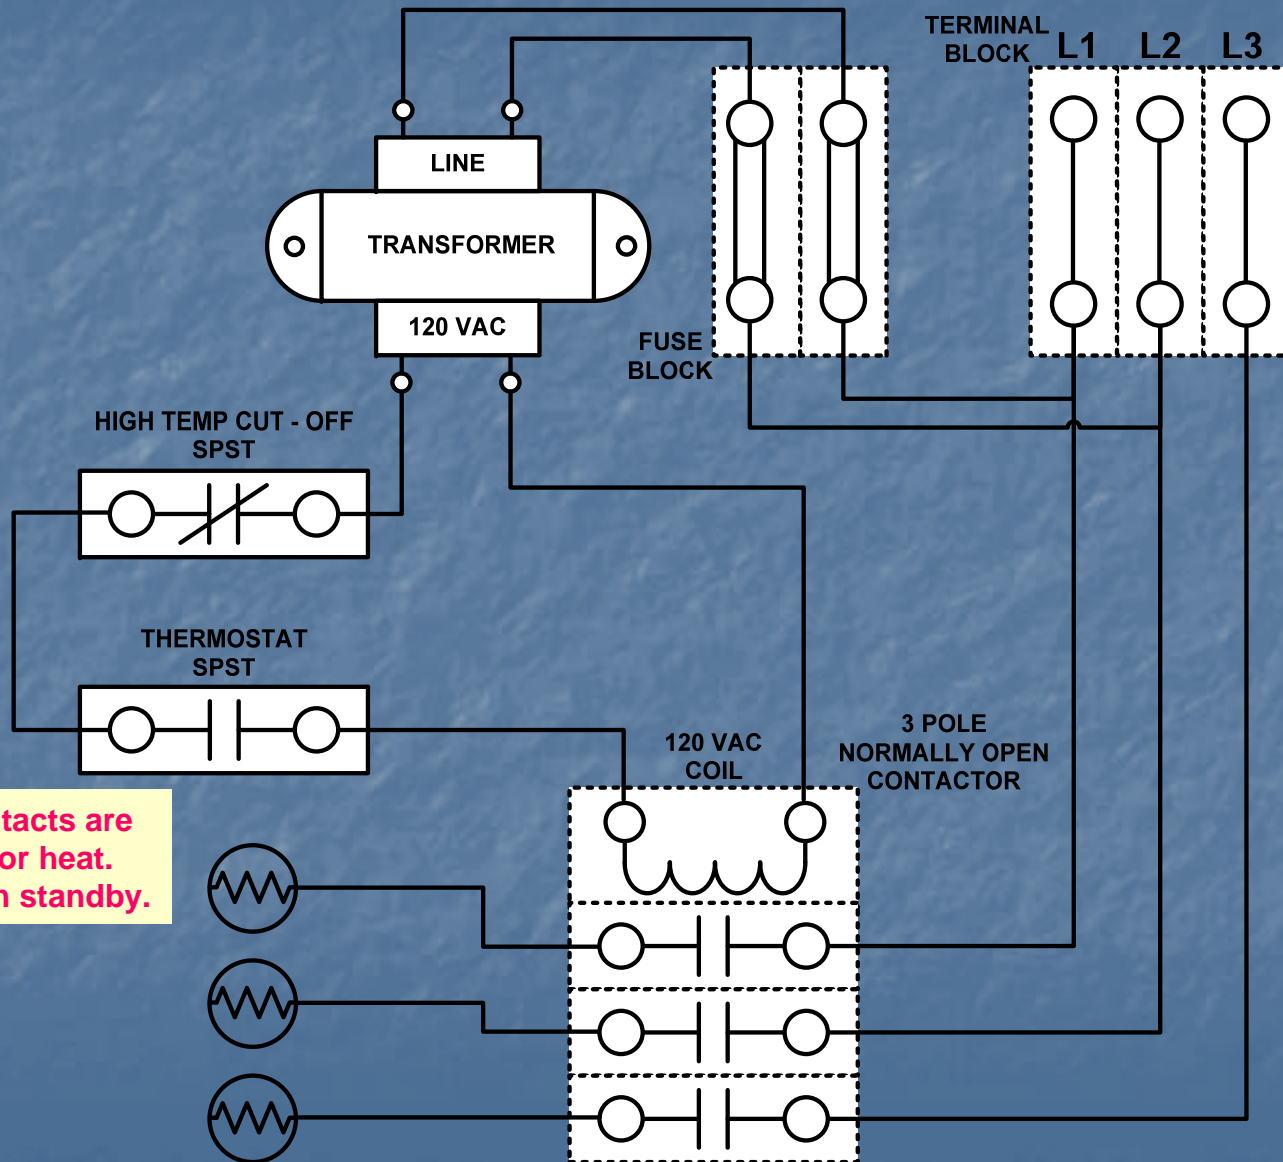 TERMINAL
BLOCK
L1 L2 L3
LINE
TRANSFORMER
120 VAC
FUSE
BLOCK
HIGH TEMP CUT - OFF
SPST
THERMOSTAT
SPST
120 VAC
COIL
3 POLE
NORMALLY OPEN
CONTACTOR
tacts are
or heat.
standby.